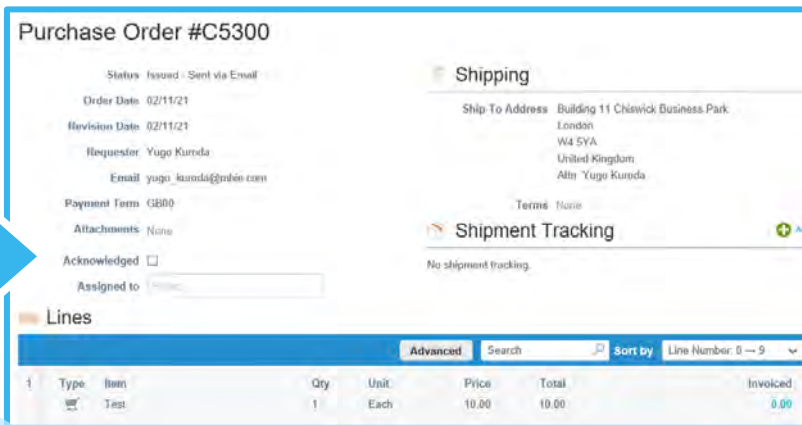 Purchase Order #C5300
Status Issued - Sent via Email
Order Date 02/11/21
Revision Date 02/11/21
Requester Yugo Kuroda
Email
Payment Term GB00
Attachments None
Acknowledged
Assigned to
Shipping
Ship-To Address Building 11 Chiswick Business Park
London
W4 5YA
United Kingdom
Attn Yugo Kuroda
Terms None
Shipment Tracking
No shipment tracking.
Lines
Advanced Search Sort by Line Number: 0 → 9
1 Type Item Qty Unit Price Total Invoiced
Test 1 Each 10.00 10.00 0.00